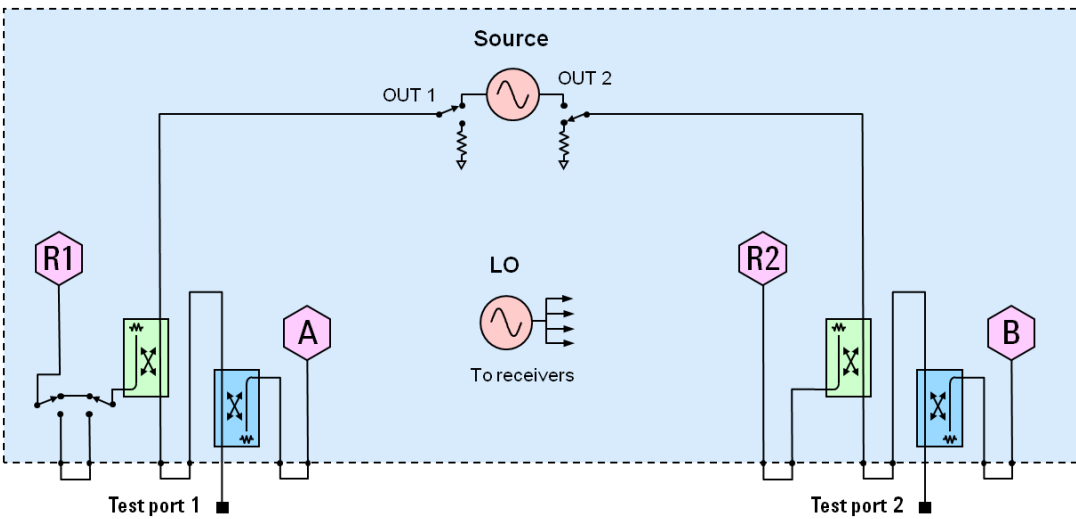 Source
OUT 1
OUT 2
R1
R2
LO
A
B
To receivers
Test port 1
Test port 2